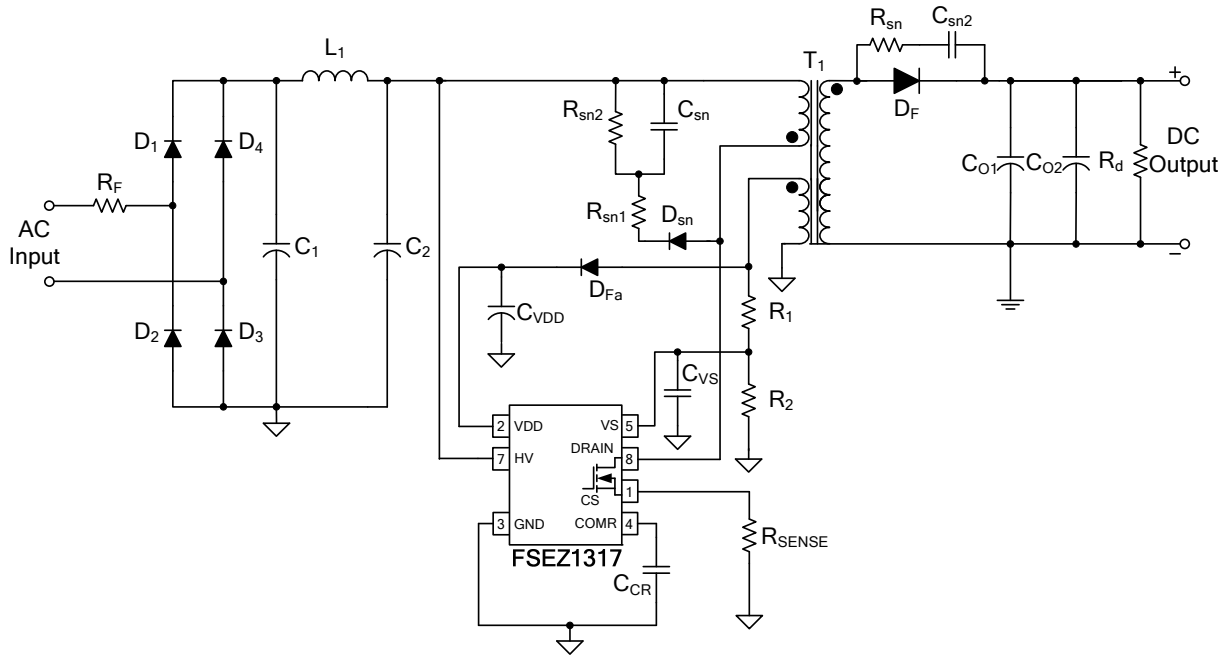 Rsn
Csn2
L1
T1
+
DF
Rsn2
Csn
D1
D4
DC
Output
CO1
CO2
Rd
RF
AC
Input
Rsn1
Dsn
C1
C2
−
DFa
R1
CVDD
D2
D3
CVS
R2
2
VDD
VS
5
DRAIN
7
HV
8
CS
1
3
GND
COMR
4
RSENSE
FSEZ1317
CCR